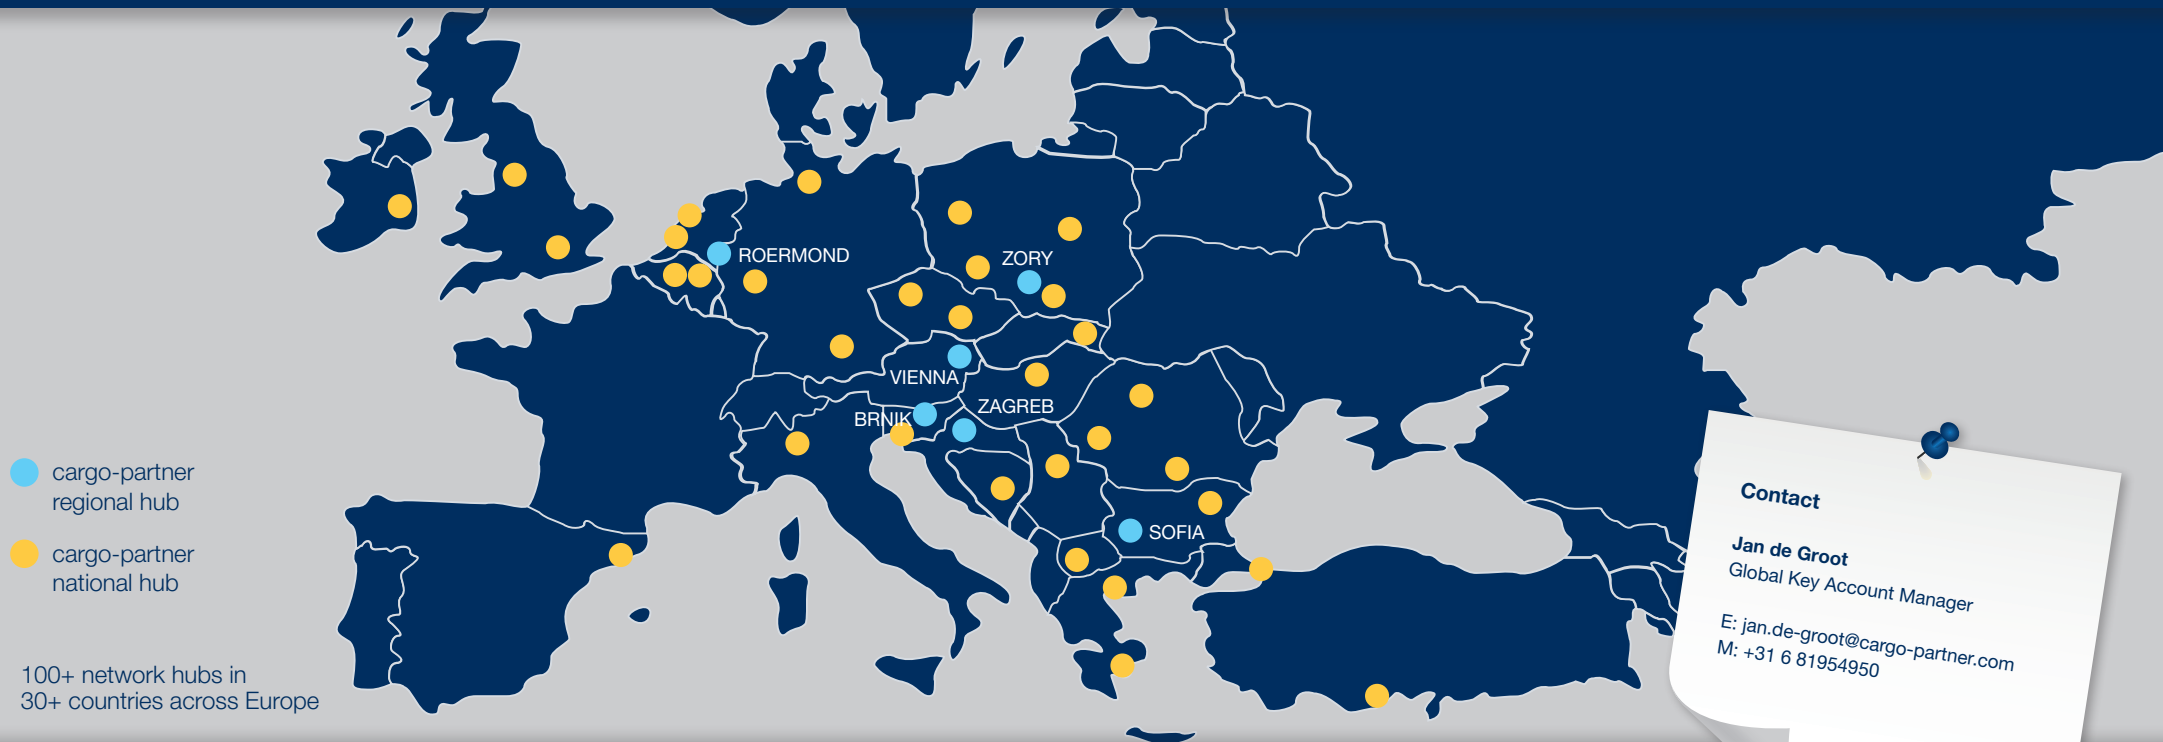 ROERMOND
ZORY
VIENNA
BRNIK
ZAGREB
SOFIA
cargo-partner
regional hub
cargo-partner
national hub
100+ network hubs in
30+ countries across Europe
Contact
Jan de Groot
Global Key Account Manager
E: jan.de-groot@cargo-partner.com
M: +31 6 81954950